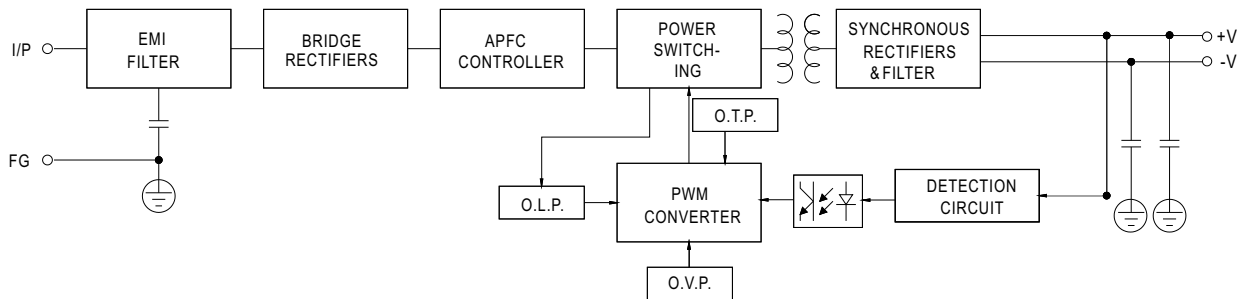 I/P
EMI
FILTER
BRIDGE
RECTIFIERS
APFC
CONTROLLER
POWER
SWITCH-
ING
SYNCHRONOUS
RECTIFIERS
&FILTER
+V
-V
FG
O.T.P.
O.L.P.
PWM
CONVERTER
DETECTION
CIRCUIT
O.V.P.